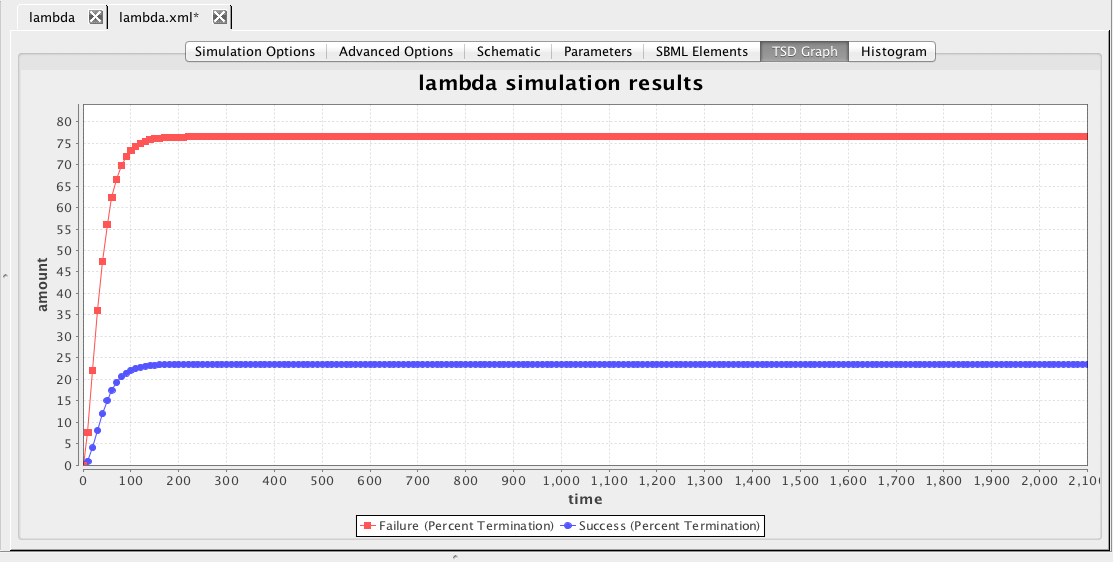 lambda lambda.xml*
Simulation Options Advanced Options Schematic Parameters SBML Elements TSD Graph Histogram
lambda simulation results
80
75
70
65
60
55
50
45
40
35
30
25
20
15
10
5
0
amount
0 100 200 300 400 500 600 700 800 900 1,000 1,100 1,200 1,300 1,400 1,500 1,600 1,700 1,800 1,900 2,000 2,10
time
Failure (Percent Termination) Success (Percent Termination)